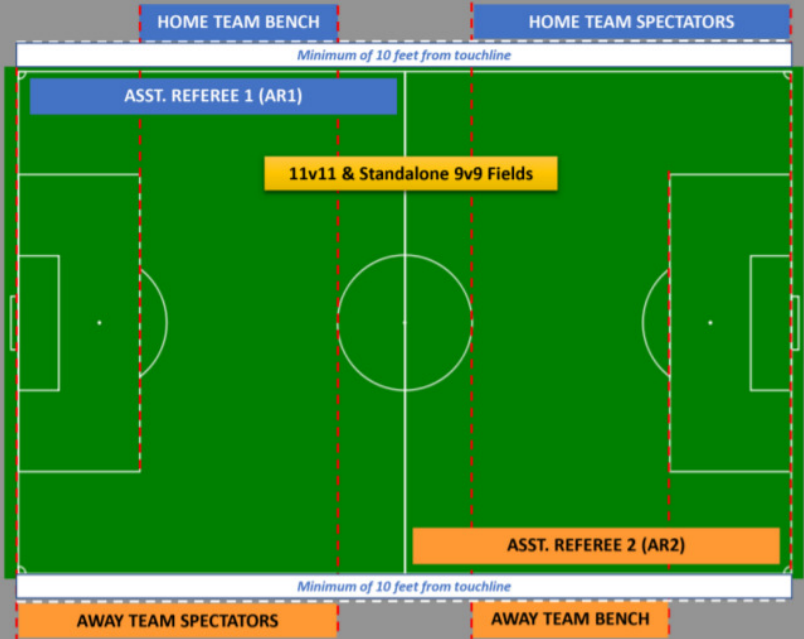 HOME TEAM BENCH
HOME TEAM SPECTATORS
Minimum of 10 feet from touchline
ASST. REFEREE 1 (AR1)
11v11 & Standalone 9v9 Fields
ASST. REFEREE 2 (AR2)
Minimum of 10 feet from touchline
AWAY TEAM SPECTATORS
AWAY TEAM BENCH